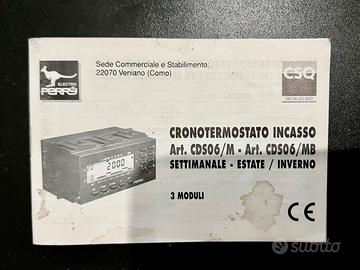 ELECTRIC
PERRY
Sede Commerciale e Stabilimento:
22070 Veniano (Como)
CSQ
CRONOTERMOSTATO INCASSO
Art. CDS06/M - Art. CDS06/MB
SETTIMANALE - ESTATE / INVERNO
3 MODULI
CE
subito